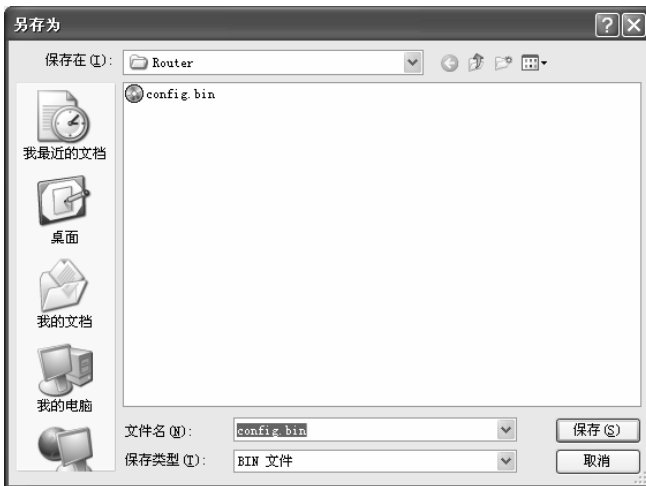 另存为
保存在(I):
Router
config.bin
我最近的文档
桌面
我的文档
我的电脑
文件名(N):
config.bin
保存(S)
保存类型(T):
BIN 文件
取消